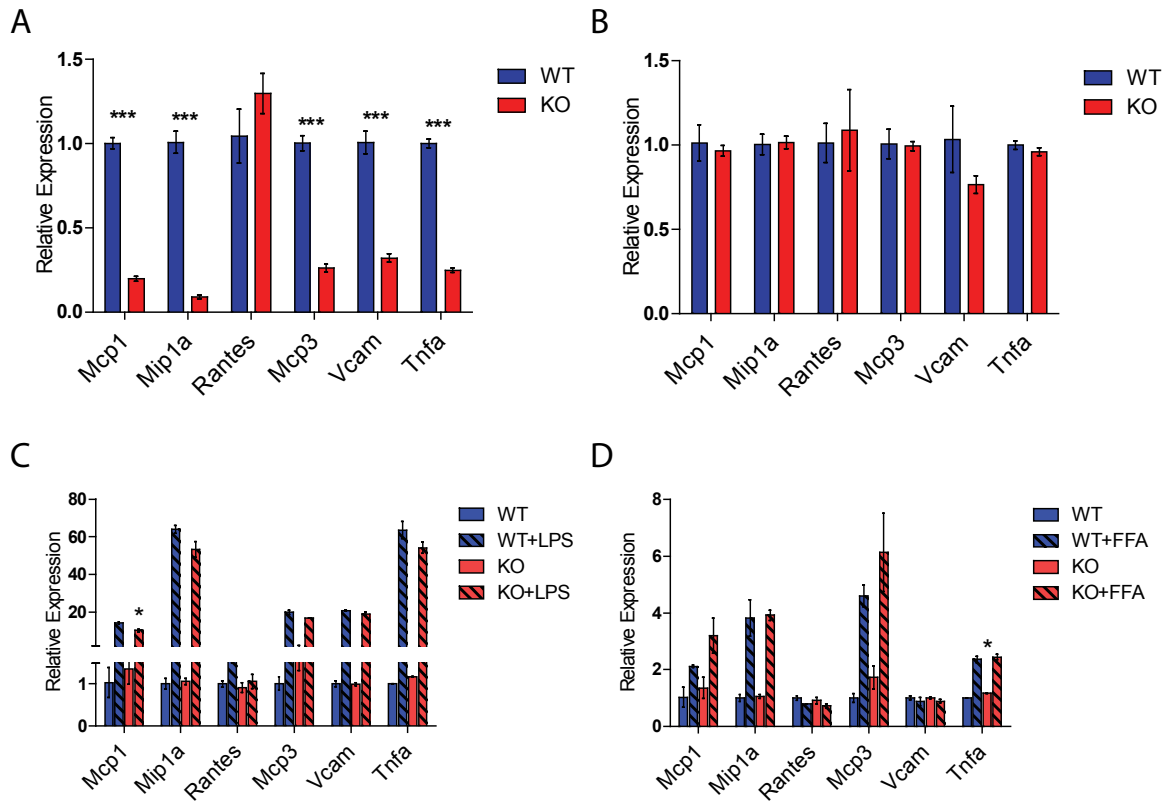 A
Relative Expression
1.5
1.0
0.5
0.0
*** *** *** *** ***
Mcp1 Mip1a Rantes Mcp3 Vcam Tnfa
WT
KO
B
Relative Expression
1.5
1.0
0.5
0.0
Mcp1 Mip1a Rantes Mcp3 Vcam Tnfa
WT
KO
C
Relative Expression
80
60
40
20
1
0
*
Mcp1 Mip1a Rantes Mcp3 Vcam Tnfa
WT
WT+LPS
KO
KO+LPS
D
Relative Expression
8
6
4
2
0
*
Mcp1 Mip1a Rantes Mcp3 Vcam Tnfa
WT
WT+FFA
KO
KO+FFA